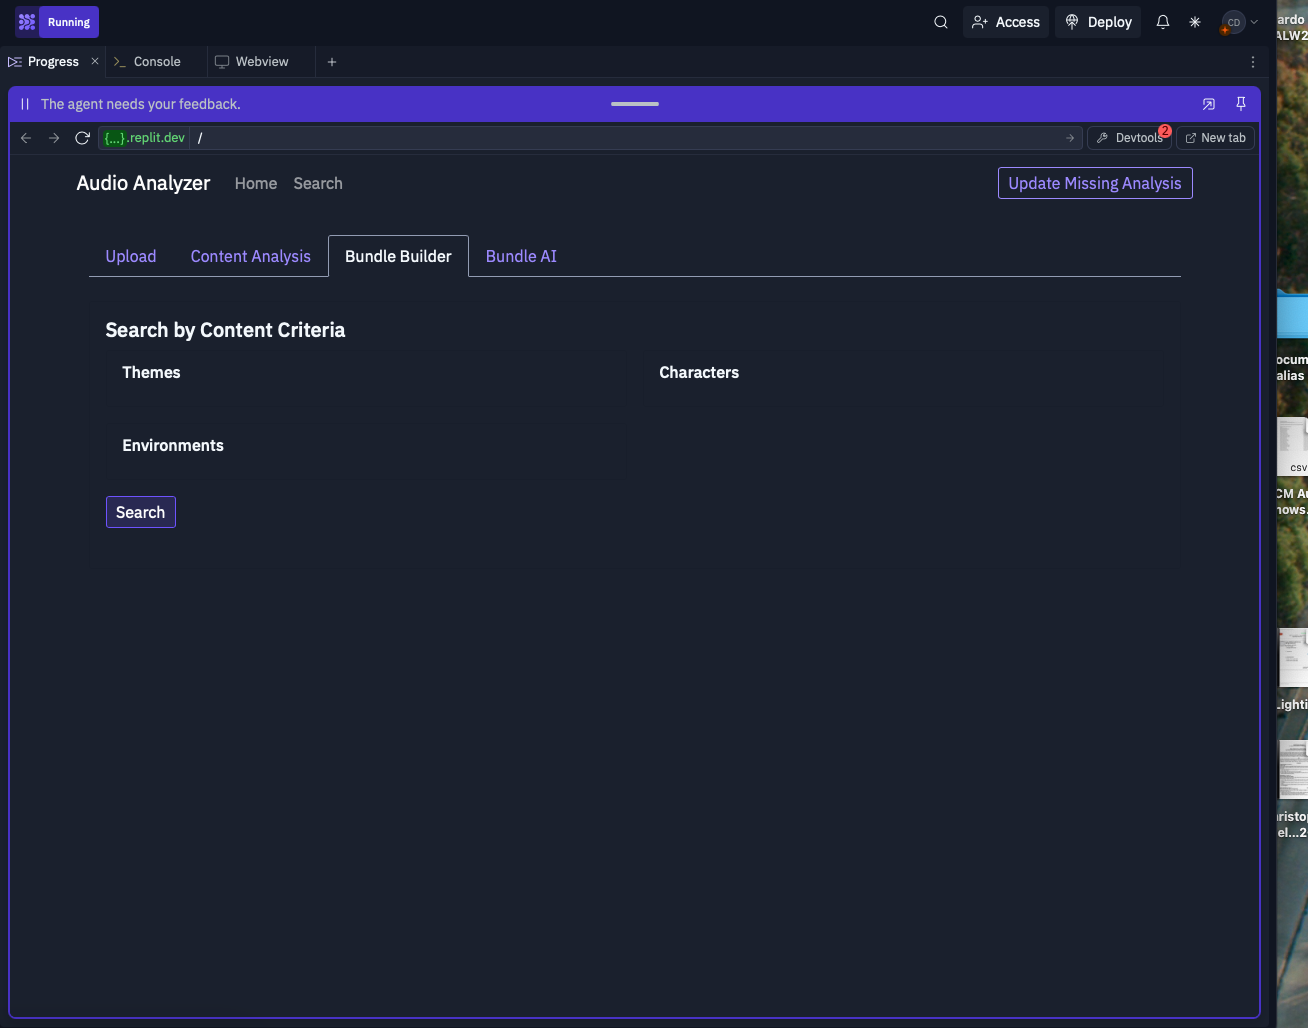 Running
Access
Deploy
CD
Progress
Console
Webview
The agent needs your feedback.
{...}.replit.dev
/
Devtools
2
New tab
Audio Analyzer
Home
Search
Update Missing Analysis
Upload
Content Analysis
Bundle Builder
Bundle AI
Search by Content Criteria
Themes
Characters
Environments
Search
ardo
ALW2
ocum
alias
csv
CM Au
nows.
Lighti
risto
el...2